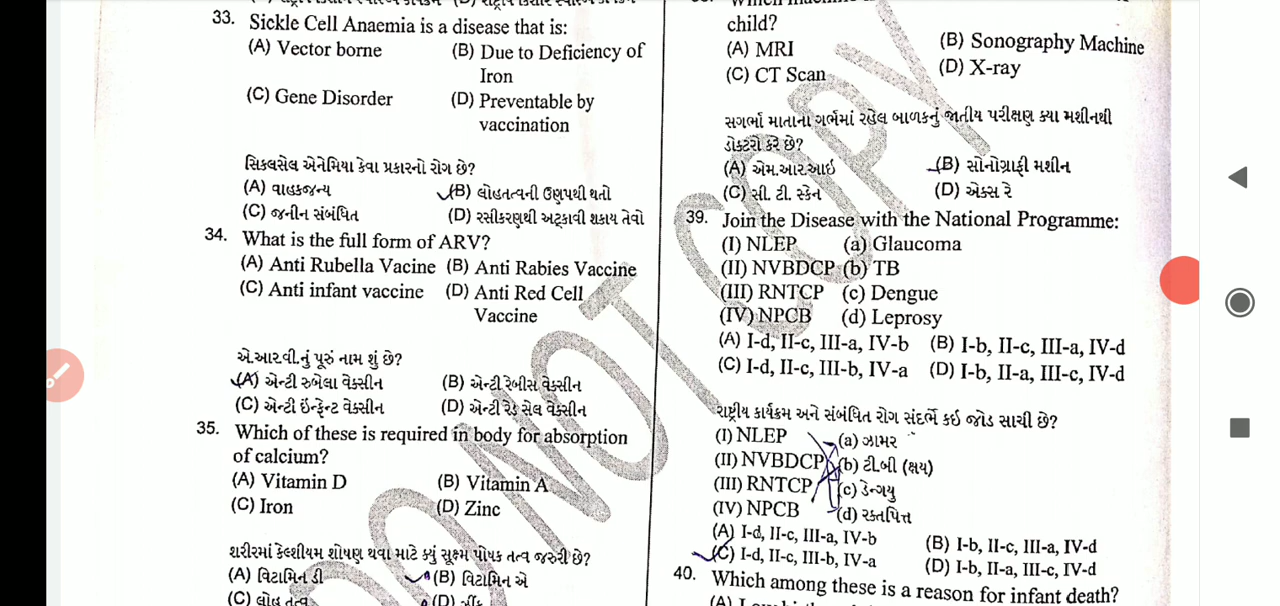 33. Sickle Cell Anaemia is a disease that is:
(A) Vector borne (B) Due to Deficiency of
Iron
(C) Gene Disorder (D) Preventable by
vaccination
સિકલસેલ એનેમિયા કેવા પ્રકારનો રોગ છે?
(A) વાહકજન્ય (B) લોહતત્વની ઉણપથી થતો
(C) જનીન સંબંધિત (D) રસીકરણથી અટ્કાવી શકાય તેવો
34. What is the full form of ARV?
(A) Anti Rubella Vacine (B) Anti Rabies Vaccine
(C) Anti infant vaccine (D) Anti Red Cell
Vaccine
એ.આર.વી.નું પૂરું નામ શું છે?
(A) એન્ટી રુબેલા વેક્સીન (B) એન્ટી રેબીસ વેક્સીન
(C) એન્ટી ઇંન્ફેન્ટ વેક્સીન (D) એન્ટી રેડ સેલ વેક્સીન
35. Which of these is required in body for absorption
of calcium?
(A) Vitamin D (B) Vitamin A
(C) Iron (D) Zinc
શરીરમાં કેલ્શીયમ શોષણ થવા માટે ક્યું સૂક્ષ્મ પોષક તત્વ જરુરી છે?
(A) વિટામિન ડી (B) વિટામિન એ
(C) લોહ તત્વ (D) ઝીંક
child?
(A) MRI (B) Sonography Machine
(C) CT Scan (D) X-ray
સગર્ભા માતાના ગર્ભમાં રહેલ બાળકનું જાતીય પરીક્ષણ ક્યા મશીનથી
ડોક્ટરો કરે છે?
(A) એમ.આર.આઇ (B) સોનોગ્રાફી મશીન
(C) સી. ટી. સ્કેન (D) એક્સ રે
39. Join the Disease with the National Programme:
(I) NLEP (a) Glaucoma
(II) NVBDCP (b) TB
(III) RNTCP (c) Dengue
(IV) NPCB (d) Leprosy
(A) I-d, II-c, III-a, IV-b (B) I-b, II-c, III-a, IV-d
(C) I-d, II-c, III-b, IV-a (D) I-b, II-a, III-c, IV-d
રાષ્ટ્રીય કાર્યક્રમ અને સંબંધિત રોગ સંદર્ભે કઇ જોડ સાચી છે?
(I) NLEP (a) ઝામર
(II) NVBDCP (b) ટી.બી (ક્ષય)
(III) RNTCP (c) ડેન્ગયુ
(IV) NPCB (d) રક્તપિત્ત
(A) I-d, II-c, III-a, IV-b (B) I-b, II-c, III-a, IV-d
(C) I-d, II-c, III-b, IV-a (D) I-b, II-a, III-c, IV-d
40. Which among these is a reason for infant death?
DO NOT COPY